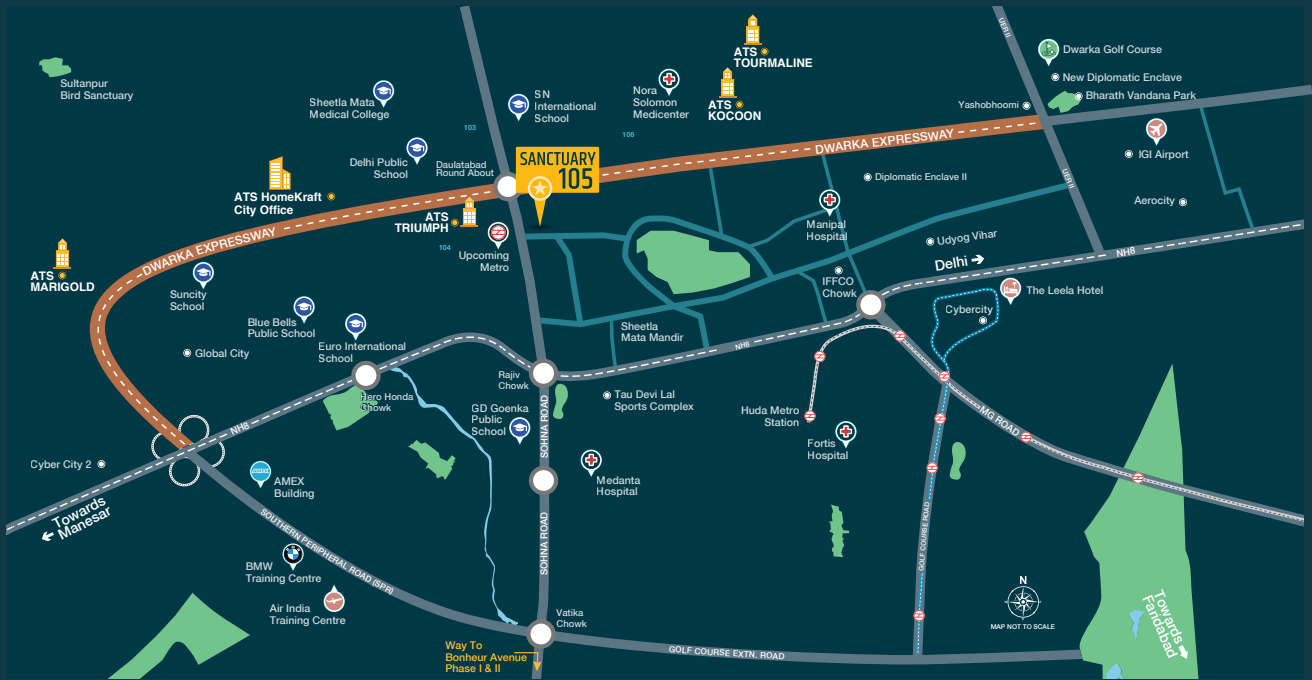 UER II
ATS
TOURMALINE
Dwarka Golf Course
New Diplomatic Enclave
Bharath Vandana Park
Yashobhoomi
Sultanpur
Bird Sanctuary
Sheetla Mata
Medical College
SN
International
School
Nora
Solomon
Medicenter
ATS
KOCOON
103
106
DWARKA EXPRESSWAY
Delhi Public
School
Daulatabad
Round About
SANCTUARY
105
IGI Airport
Diplomatic Enclave II
UER II
Aerocity
ATS HomeKraft
City Office
ATS
TRIUMPH
104
Upcoming
Metro
Manipal
Hospital
Udyog Vihar
DWARKA EXPRESSWAY
Delhi
NH8
ATS
MARIGOLD
Suncity
School
IFFCO
Chowk
The Leela Hotel
Cybercity
Blue Bells
Public School
Euro International
School
Sheetla
Mata Mandir
NH8
Global City
Rajiv
Chowk
Hero Honda
Chowk
Tau Devi Lal
Sports Complex
GD Goenka
Public
School
SOHNA ROAD
Huda Metro
Station
MG ROAD
NH8
Fortis
Hospital
Cyber City 2
AMEX
Building
Medanta
Hospital
Towards
Manesar
SOUTHERN PERIPHERAL ROAD (SPR)
SOHNA ROAD
GOLF COURSE ROAD
BMW
Training Centre
Air India
Training Centre
N
MAP NOT TO SCALE
Towards
Faridabad
Vatika
Chowk
Way To
Bonheur Avenue
Phase I & II
GOLF COURSE EXTN. ROAD